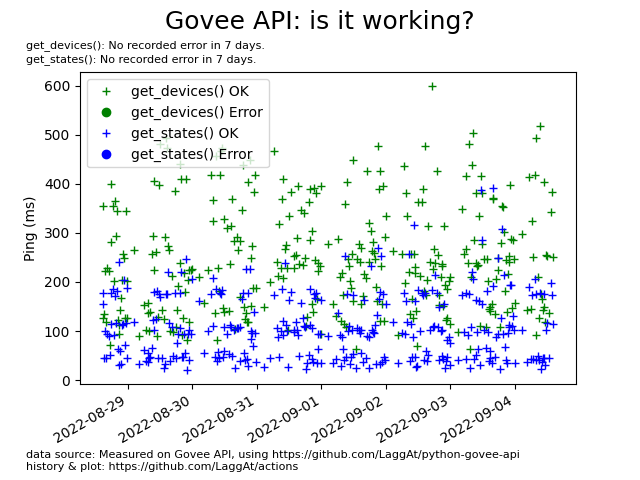 Govee API: is it working?
get_devices(): No recorded error in 7 days.
get_states(): No recorded error in 7 days.
get_devices() OK
get_devices() Error
get_states() OK
get_states() Error
Ping (ms)
600
500
400
300
200
100
0
2022-08-29
2022-08-30
2022-08-31
2022-09-01
2022-09-02
2022-09-03
2022-09-04
data source: Measured on Govee API, using https://github.com/LaggAt/python-govee-api
history & plot: https://github.com/LaggAt/actions